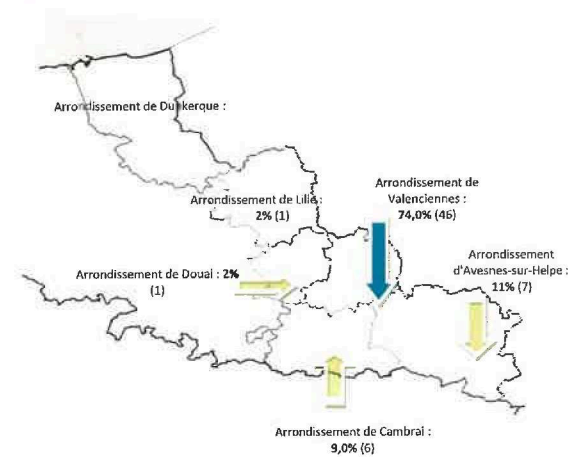 Arrondissement de Dunkerque :
Arrondissement de Lille :
2% (1)
Arrondissement de
Valenciennes :
74,0% (46)
Arrondissement
d'Avesnes-sur-Helpe :
11% (7)
Arrondissement de Douai : 2%
(1)
Arrondissement de Cambrai :
9,0% (6)